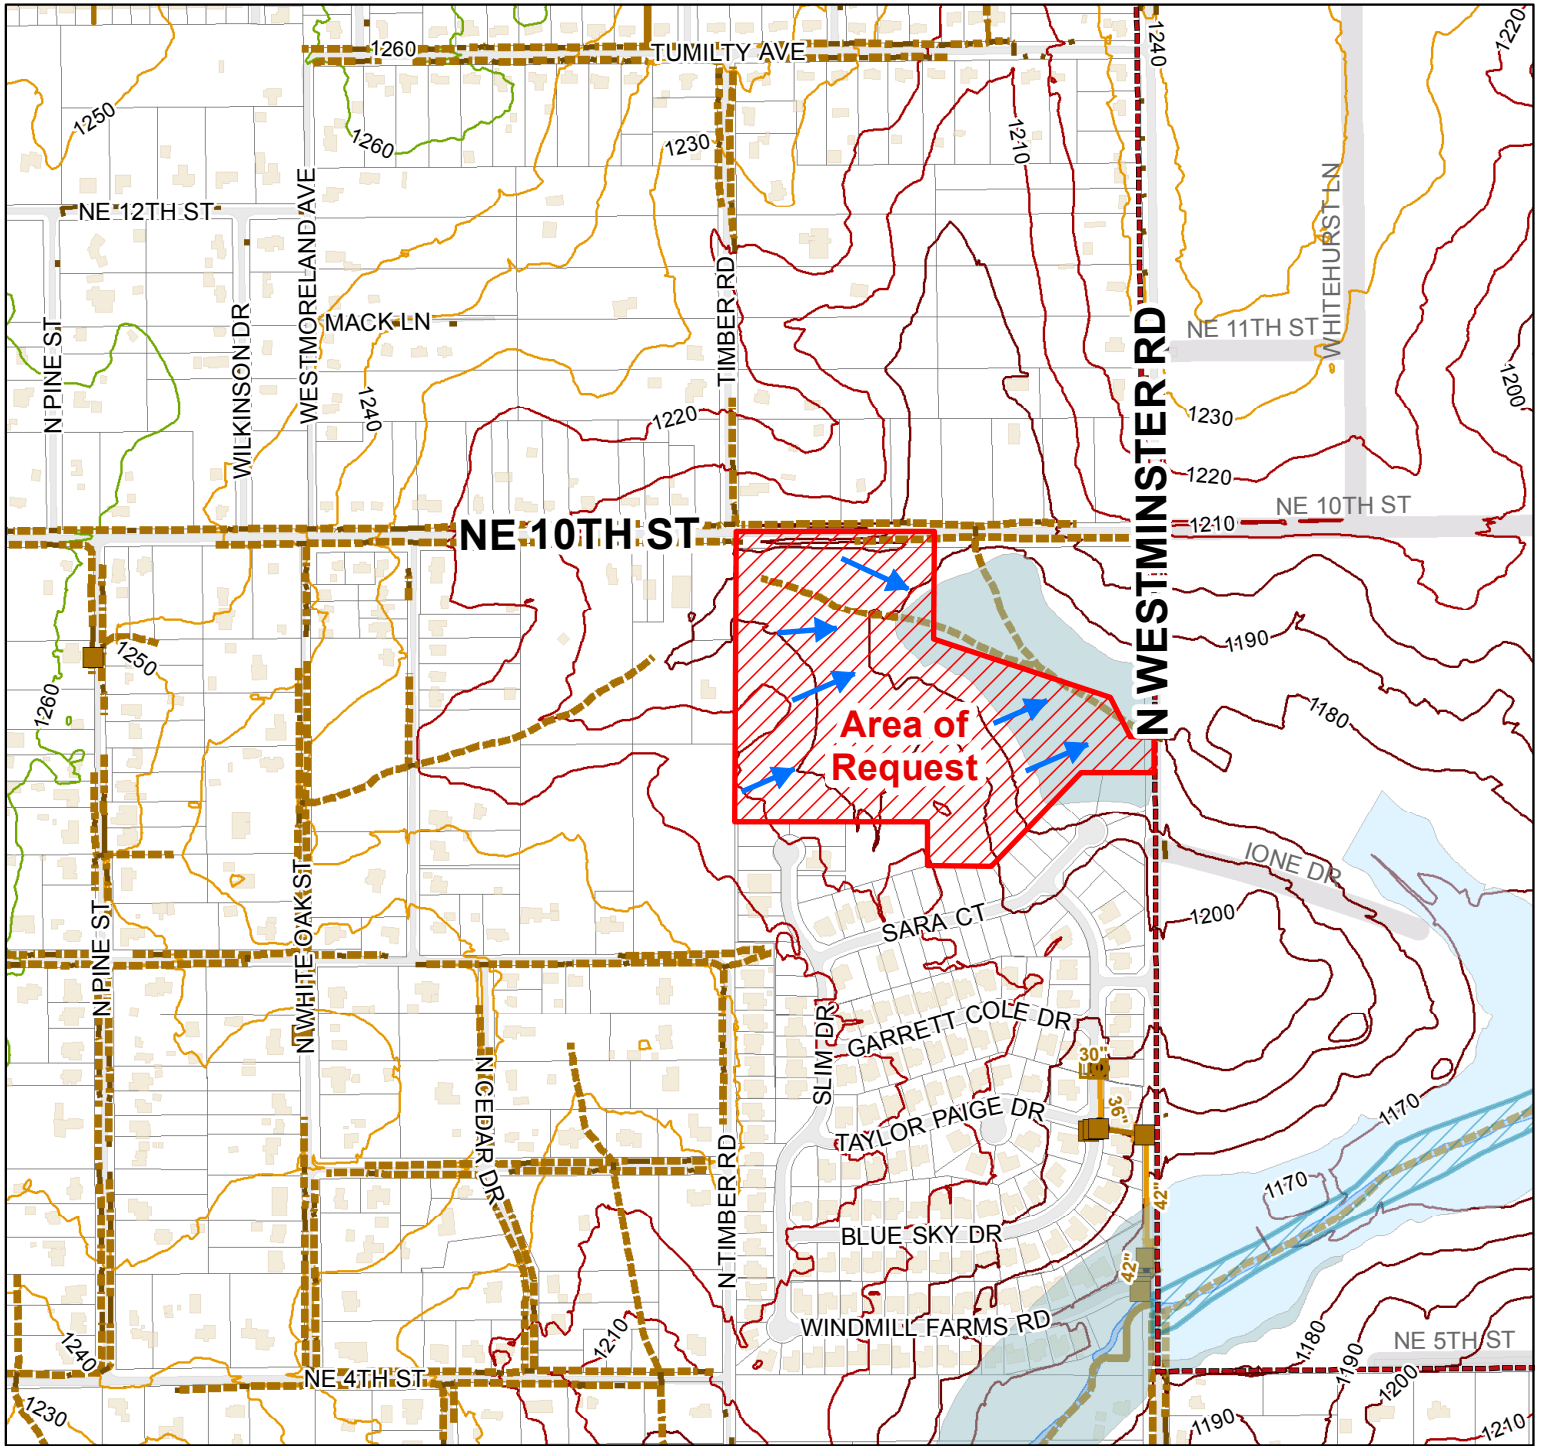 1260
TUMILTY AVE
1240
1220
1250
1260
1230
1210
NE 12TH ST
WESTMORELAND AVE
WHITEHURST LN
N PINE ST
WILKINSON DR
MACK LN
TIMBER RD
NE 11TH ST
1240
1220
1230
1200
1220
NE 10TH ST
N WESTMINSTER RD
1210
NE 10TH ST
1250
1260
1190
1180
Area of
Request
IONE DR
N PINE ST
N WHITE OAK ST
SARA CT
1200
SLIM DR
GARRETT COLE DR
30"
36"
N CEDAR DR
TAYLOR PAIGE DR
1170
N TIMBER RD
42"
1170
BLUE SKY DR
42"
WINDMILL FARMS RD
1240
1210
NE 4TH ST
1180
1190
NE 5TH ST
1200
1230
1190
1210